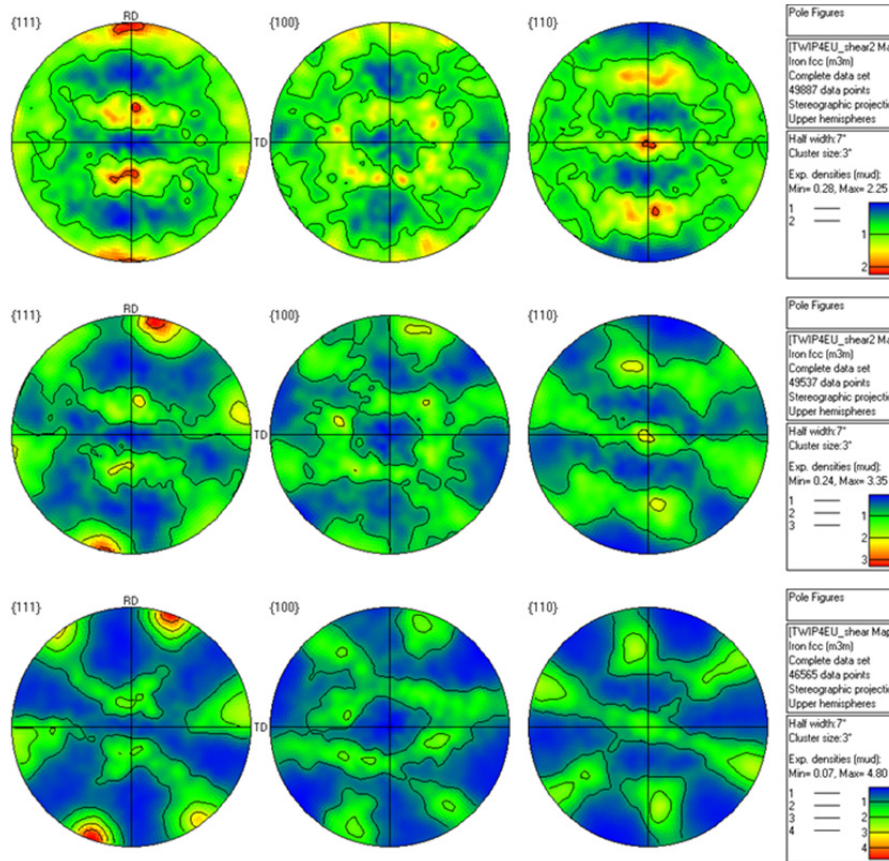 {111}
RD
{100}
{110}
TD
TD
Pole Figures
[TWIP4EU_shear2 Ma
Iron fcc (m3m)
Complete data set
49887 data points
Stereographic projectio
Upper hemispheres
Half width:7°
Cluster size:3°
Exp. densities (mud):
Min= 0.28, Max= 2.25
1
2
1
2
{111}
RD
{100}
{110}
TD
TD
Pole Figures
[TWIP4EU_shear2 Ma
Iron fcc (m3m)
Complete data set
49537 data points
Stereographic projectio
Upper hemispheres
Half width:7°
Cluster size:3°
Exp. densities (mud):
Min= 0.24, Max= 3.35
1
2
3
1
2
3
{111}
RD
{100}
{110}
TD
TD
Pole Figures
[TWIP4EU_shear Map
Iron fcc (m3m)
Complete data set
46565 data points
Stereographic projectio
Upper hemispheres
Half width:7°
Cluster size:3°
Exp. densities (mud):
Min= 0.07, Max= 4.80
1
2
3
4
1
2
3
4